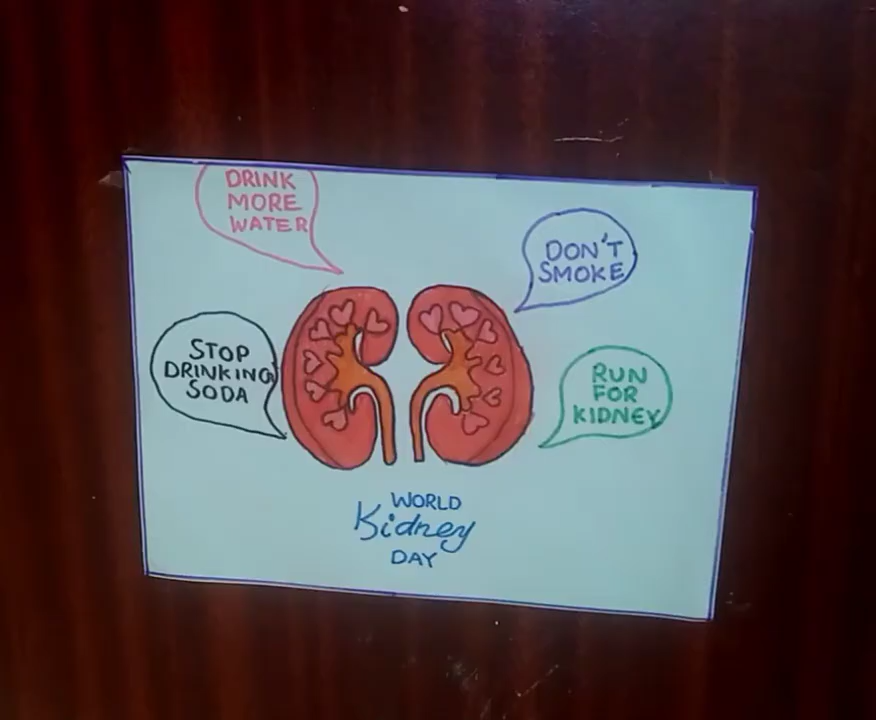 DRINK
MORE
WATER
DON'T
SMOKE
STOP
DRINKING
SODA
RUN
FOR
KIDNEY
WORLD
Kidney
DAY